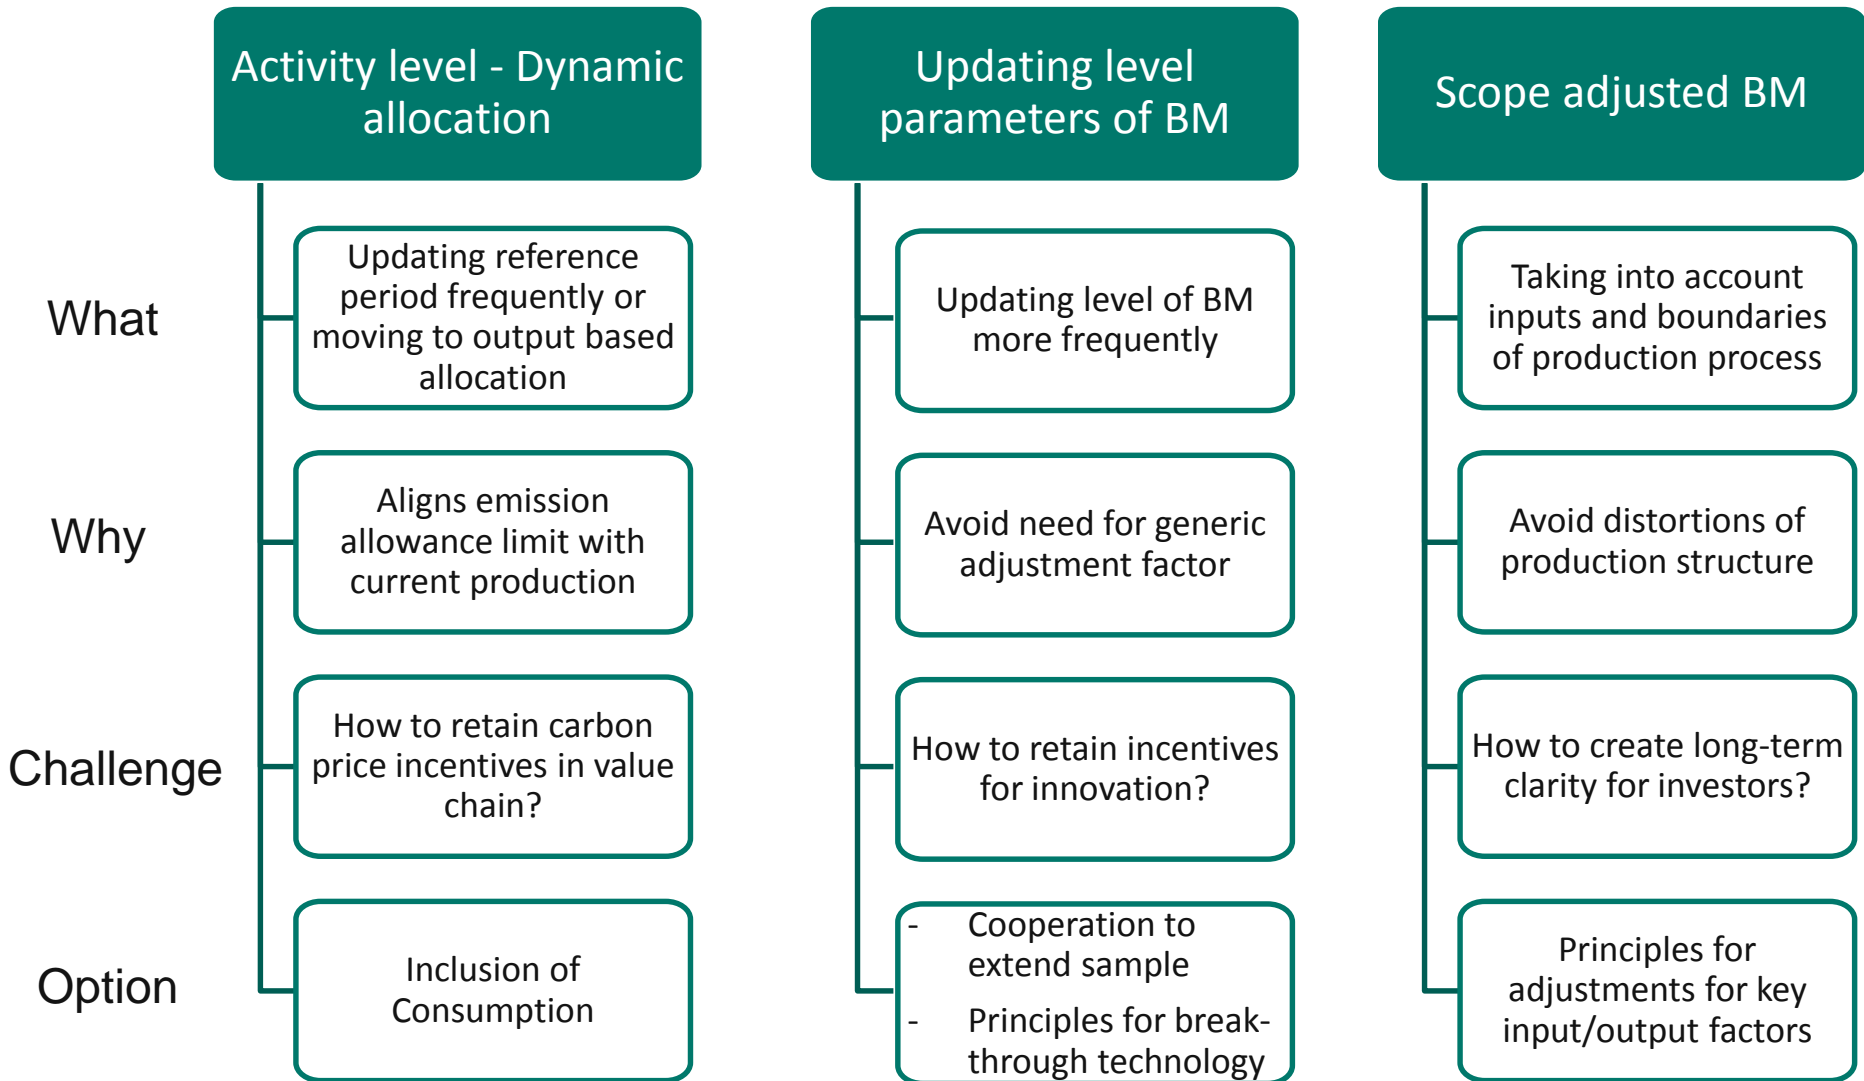 Activity level - Dynamic
allocation
Updating level
parameters of BM
Scope adjusted BM
What
Updating reference
period frequently or
moving to output based
allocation
Updating level of BM
more frequently
Taking into account
inputs and boundaries
of production process
Why
Aligns emission
allowance limit with
current production
Avoid need for generic
adjustment factor
Avoid distortions of
production structure
Challenge
How to retain carbon
price incentives in value
chain?
How to retain incentives
for innovation?
How to create long-term
clarity for investors?
Option
Inclusion of
Consumption
- Cooperation to
extend sample
- Principles for break-
through technology
Principles for
adjustments for key
input/output factors